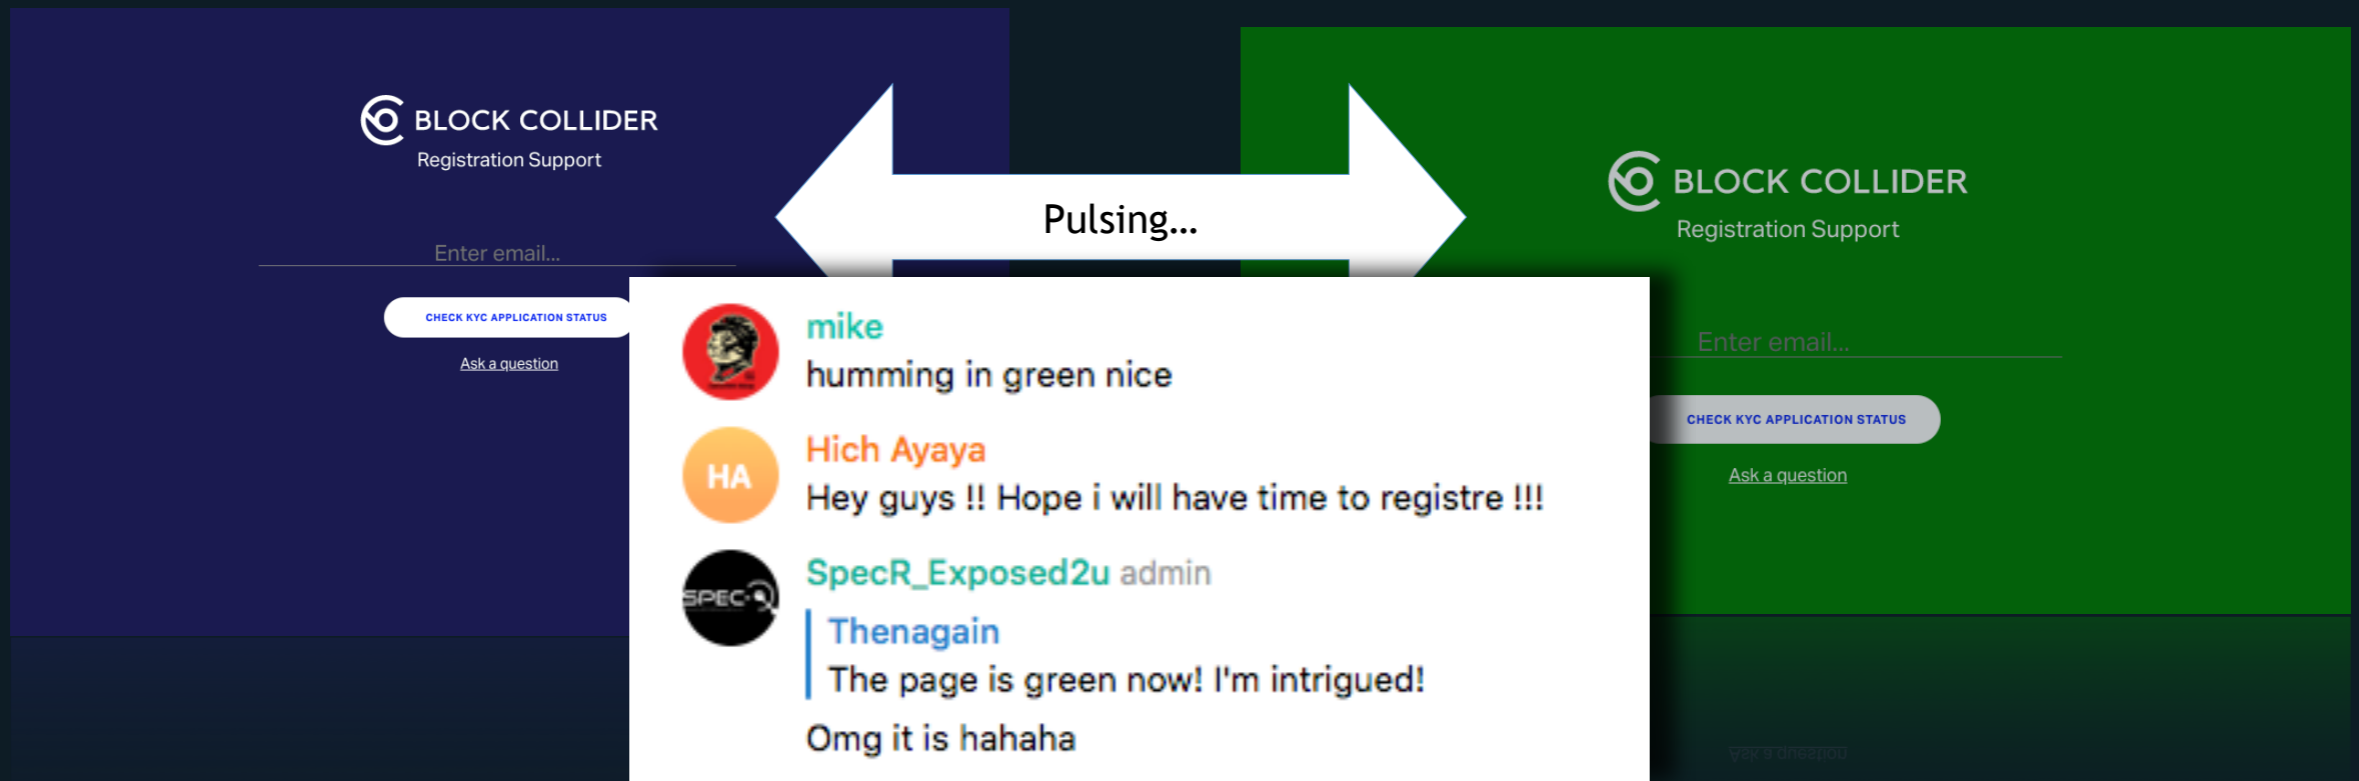 BLOCK COLLIDER
Registration Support
Enter email...
CHECK KYC APPLICATION STATUS
Ask a question
Pulsing...
BLOCK COLLIDER
Registration Support
Enter email...
CHECK KYC APPLICATION STATUS
Ask a question
mike
humming in green nice
HA
Hich Ayaya
Hey guys !! Hope i will have time to registre !!!
SPEC
SpecR_Exposed2u admin
Thenagain
The page is green now! I'm intrigued!
Omg it is hahaha
Ask a question